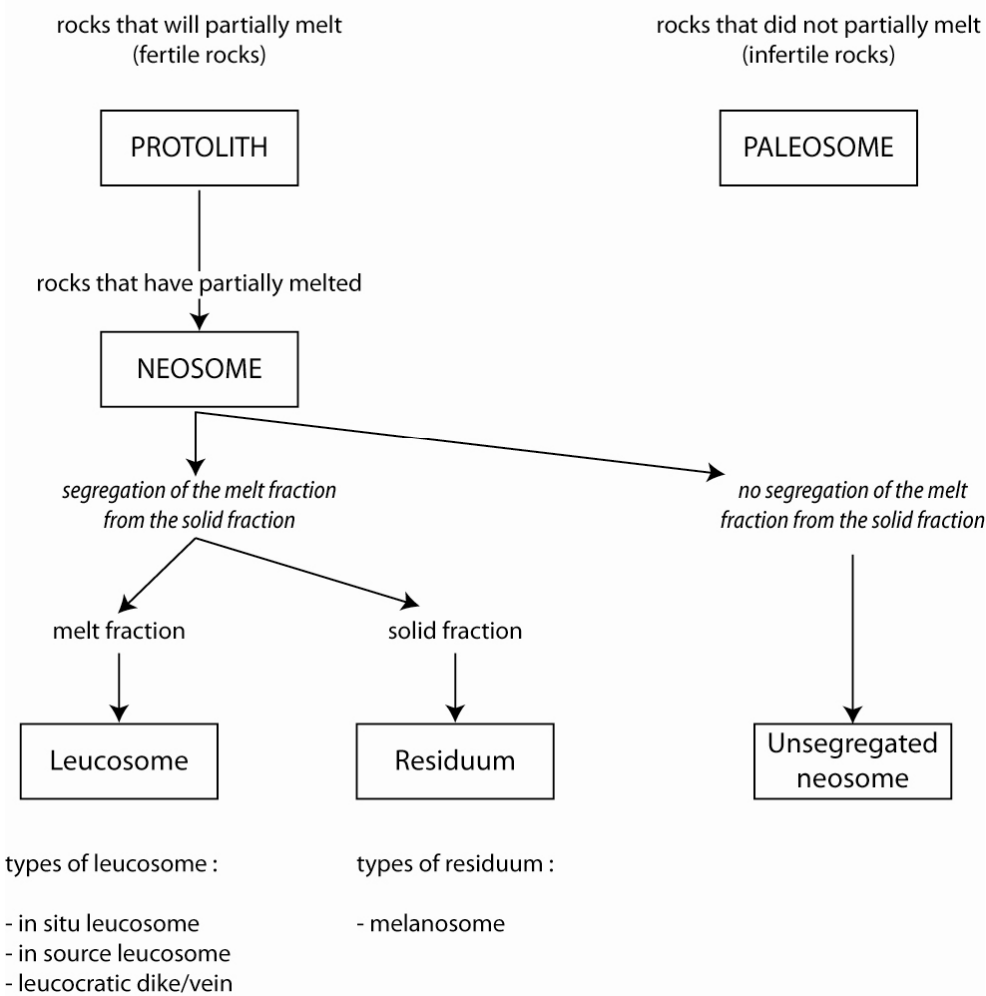 rocks that will partially melt
(fertile rocks)
rocks that did not partially melt
(infertile rocks)
PROTOLITH
PALEOSOME
rocks that have partially melted
NEOSOME
segregation of the melt fraction
from the solid fraction
no segregation of the melt
fraction from the solid fraction
melt fraction
solid fraction
Leucosome
Residuum
Unsegregated
neosome
types of leucosome :
- in situ leucosome
- in source leucosome
- leucocratic dike/vein
types of residuum :
- melanosome